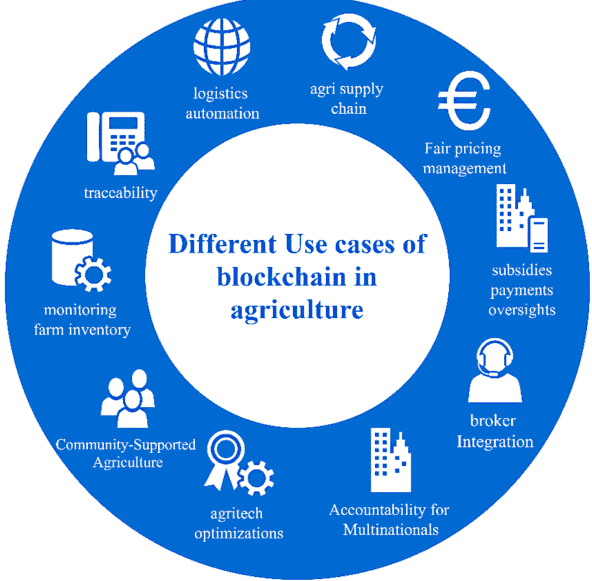 Different Use cases of
blockchain in
agriculture
agri supply
chain
Fair pricing
management
subsidies
payments
oversights
broker
Integration
Accountability for
Multinationals
agritech
optimizations
Community-Supported
Agriculture
monitoring
farm inventory
traceability
logistics
automation